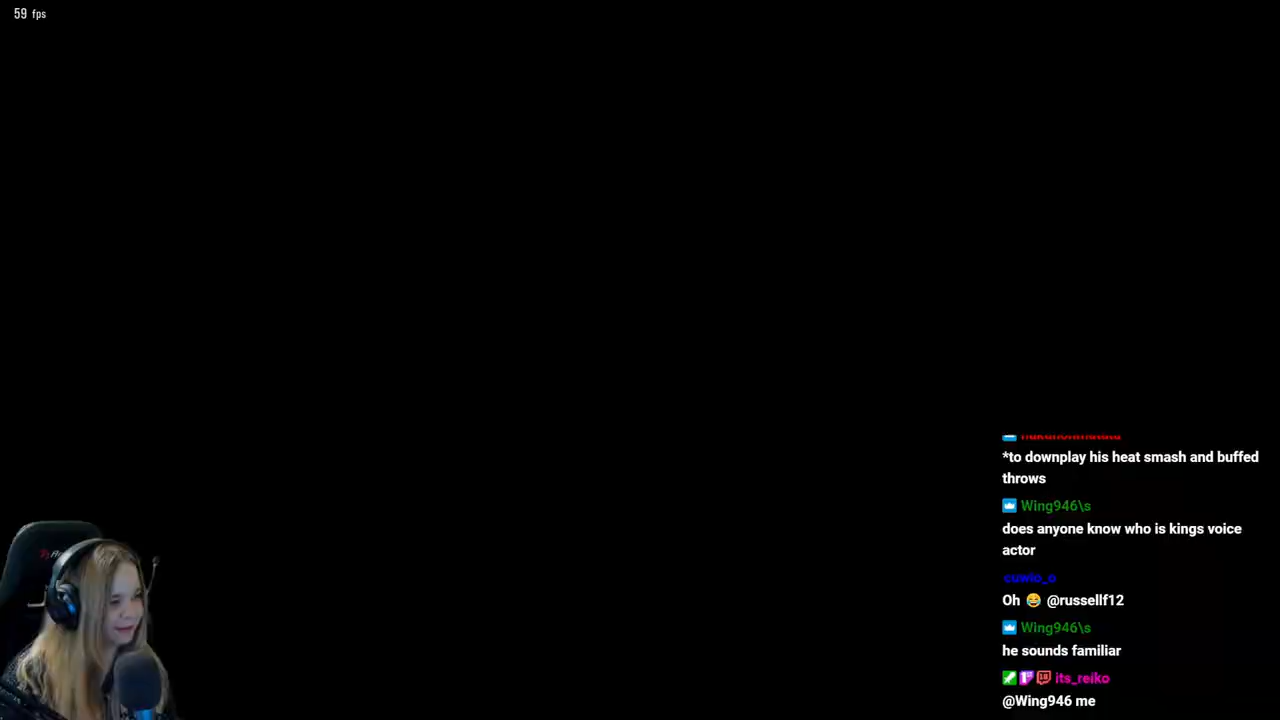 59 fps
*to downplay his heat smash and buffed
throws
Wing946\s
does anyone know who is kings voice
actor
cuwio_o
Oh 😂 @russellf12
Wing946\s
he sounds familiar
its_reiko
@Wing946 me